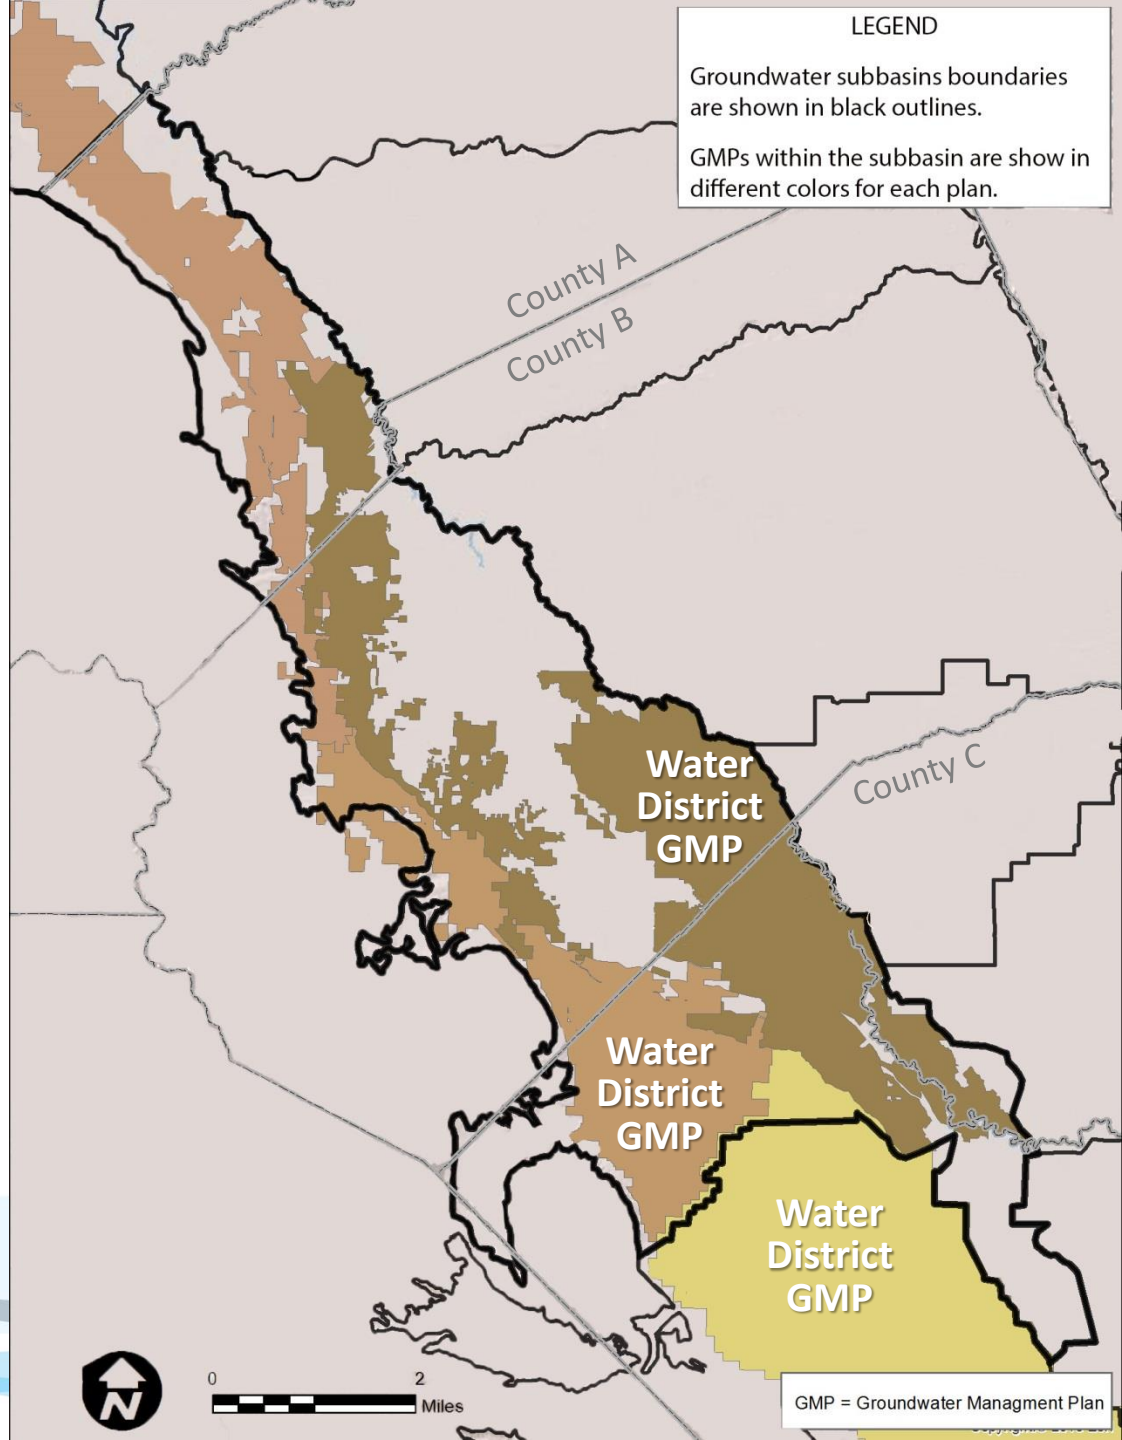 LEGEND
Groundwater subbasins boundaries
are shown in black outlines.
GMPs within the subbasin are show in
different colors for each plan.
County A
County B
Water
District
GMP
County C
Water
District
GMP
Water
District
GMP
N
0 2
Miles
GMP = Groundwater Managment Plan